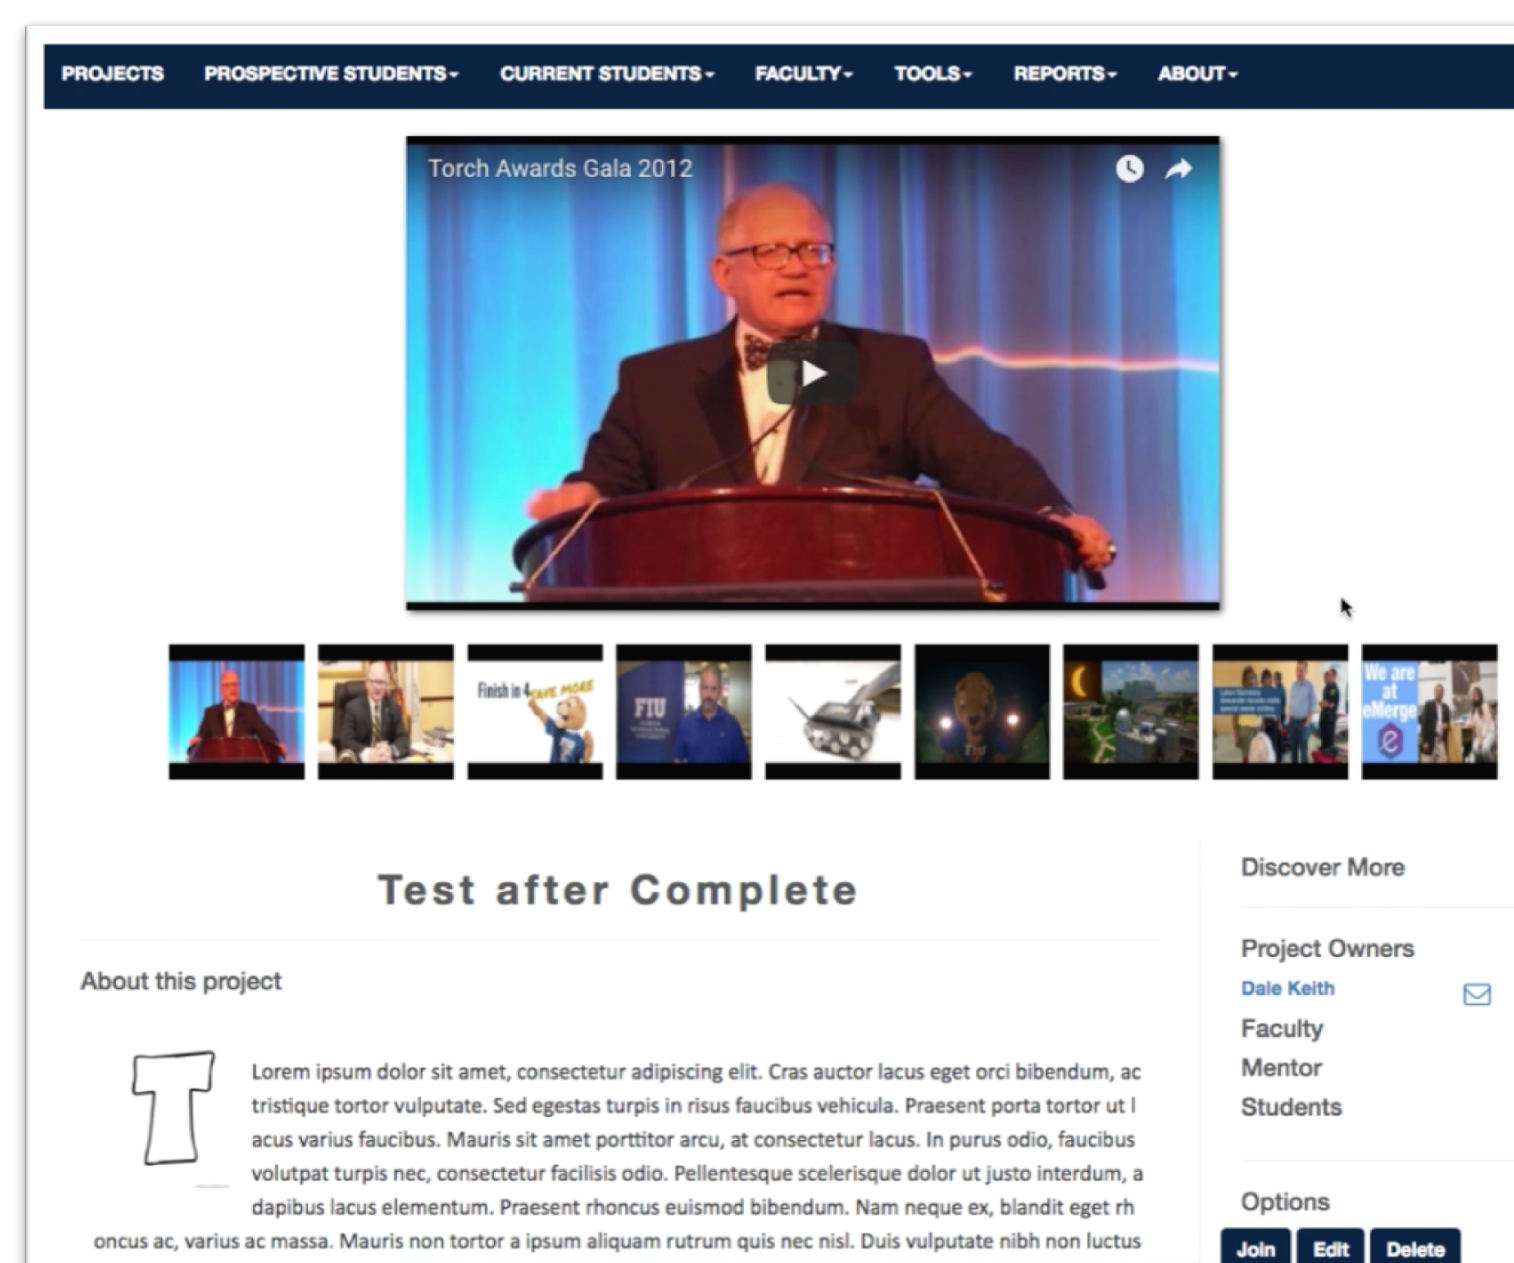 PROJECTS PROSPECTIVE STUDENTS CURRENT STUDENTS FACULTY TOOLS REPORTS ABOUT
Torch Awards Gala 2012
Finish in 4 SAVE MORE
FIU
We are
at
eMerge
e
Test after Complete
Discover More
About this project
Project Owners
Dale Keith
Faculty
Mentor
Students
T
Lorem ipsum dolor sit amet, consectetur adipiscing elit. Cras auctor lacus eget orci bibendum, ac
tristique tortor vulputate. Sed egestas turpis in risus faucibus vehicula. Praesent porta tortor ut l
acus varius faucibus. Mauris sit amet porttitor arcu, at consectetur lacus. In purus odio, faucibus
volutpat turpis nec, consectetur facilisis odio. Pellentesque scelerisque dolor ut justo interdum, a
dapibus lacus elementum. Praesent rhoncus euismod bibendum. Nam neque ex, blandit eget rh
oncus ac, varius ac massa. Mauris non tortor a ipsum aliquam rutrum quis nec nisl. Duis vulputate nibh non luctus
Options
Join Edit Delete